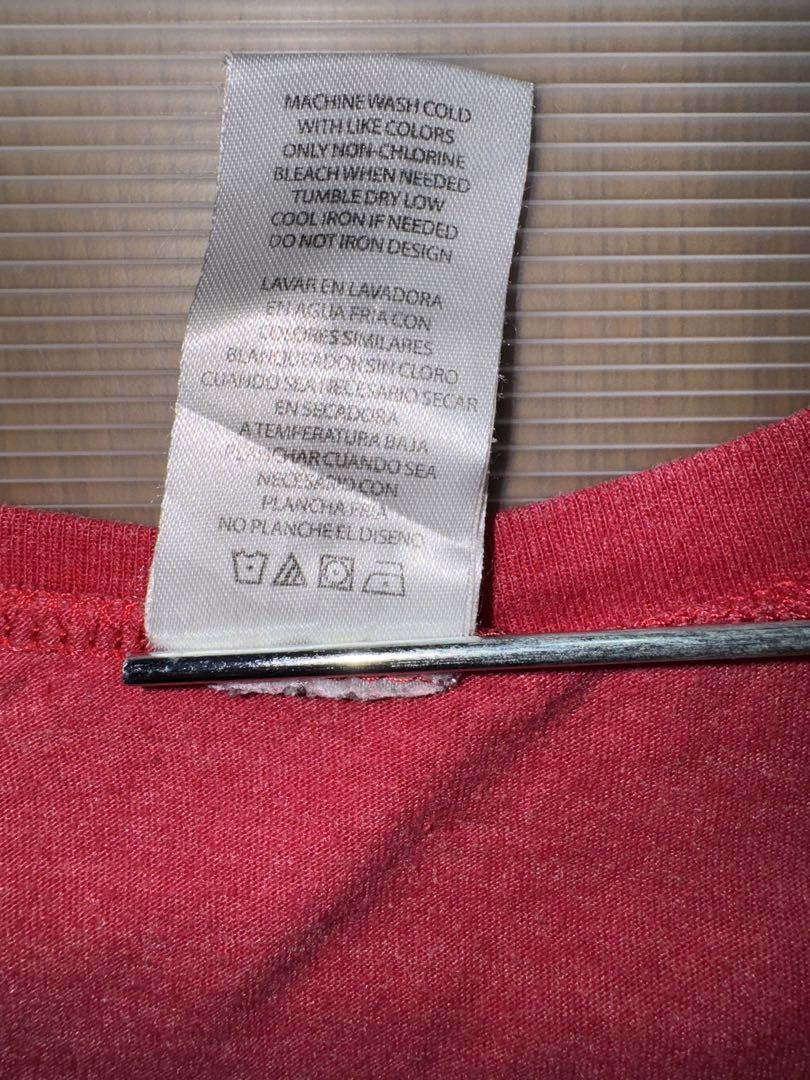 MACHINE WASH COLD
WITH LIKE COLORS
ONLY NON-CHLORINE
BLEACH WHEN NEEDED
TUMBLE DRY LOW
COOL IRON IF NEEDED
DO NOT IRON DESIGN
LAVAR EN LAVADORA
EN AGUA FRIA CON
COLORES SIMILARES
BLANQUEADOR SIN CLORO
CUANDO SEA NECESARIO SECAR
EN SECADORA
A TEMPERATURA BAJA
PLANCHAR CUANDO SEA
NECESARIO CON
PLANCHA FRIA
NO PLANCHE EL DISENO